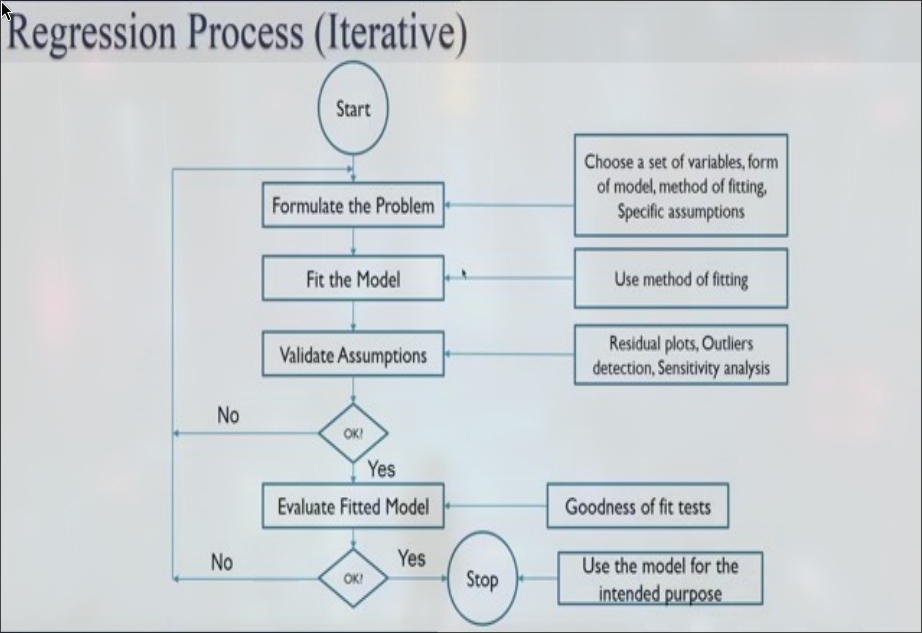 Regression Process (Iterative)
Start
Choose a set of variables, form
of model, method of fitting,
Specific assumptions
Formulate the Problem
Fit the Model
Use method of fitting
Validate Assumptions
Residual plots, Outliers
detection, Sensitivity analysis
No
OK!
Yes
Evaluate Fitted Model
Goodness of fit tests
No
OK!
Yes
Stop
Use the model for the
intended purpose